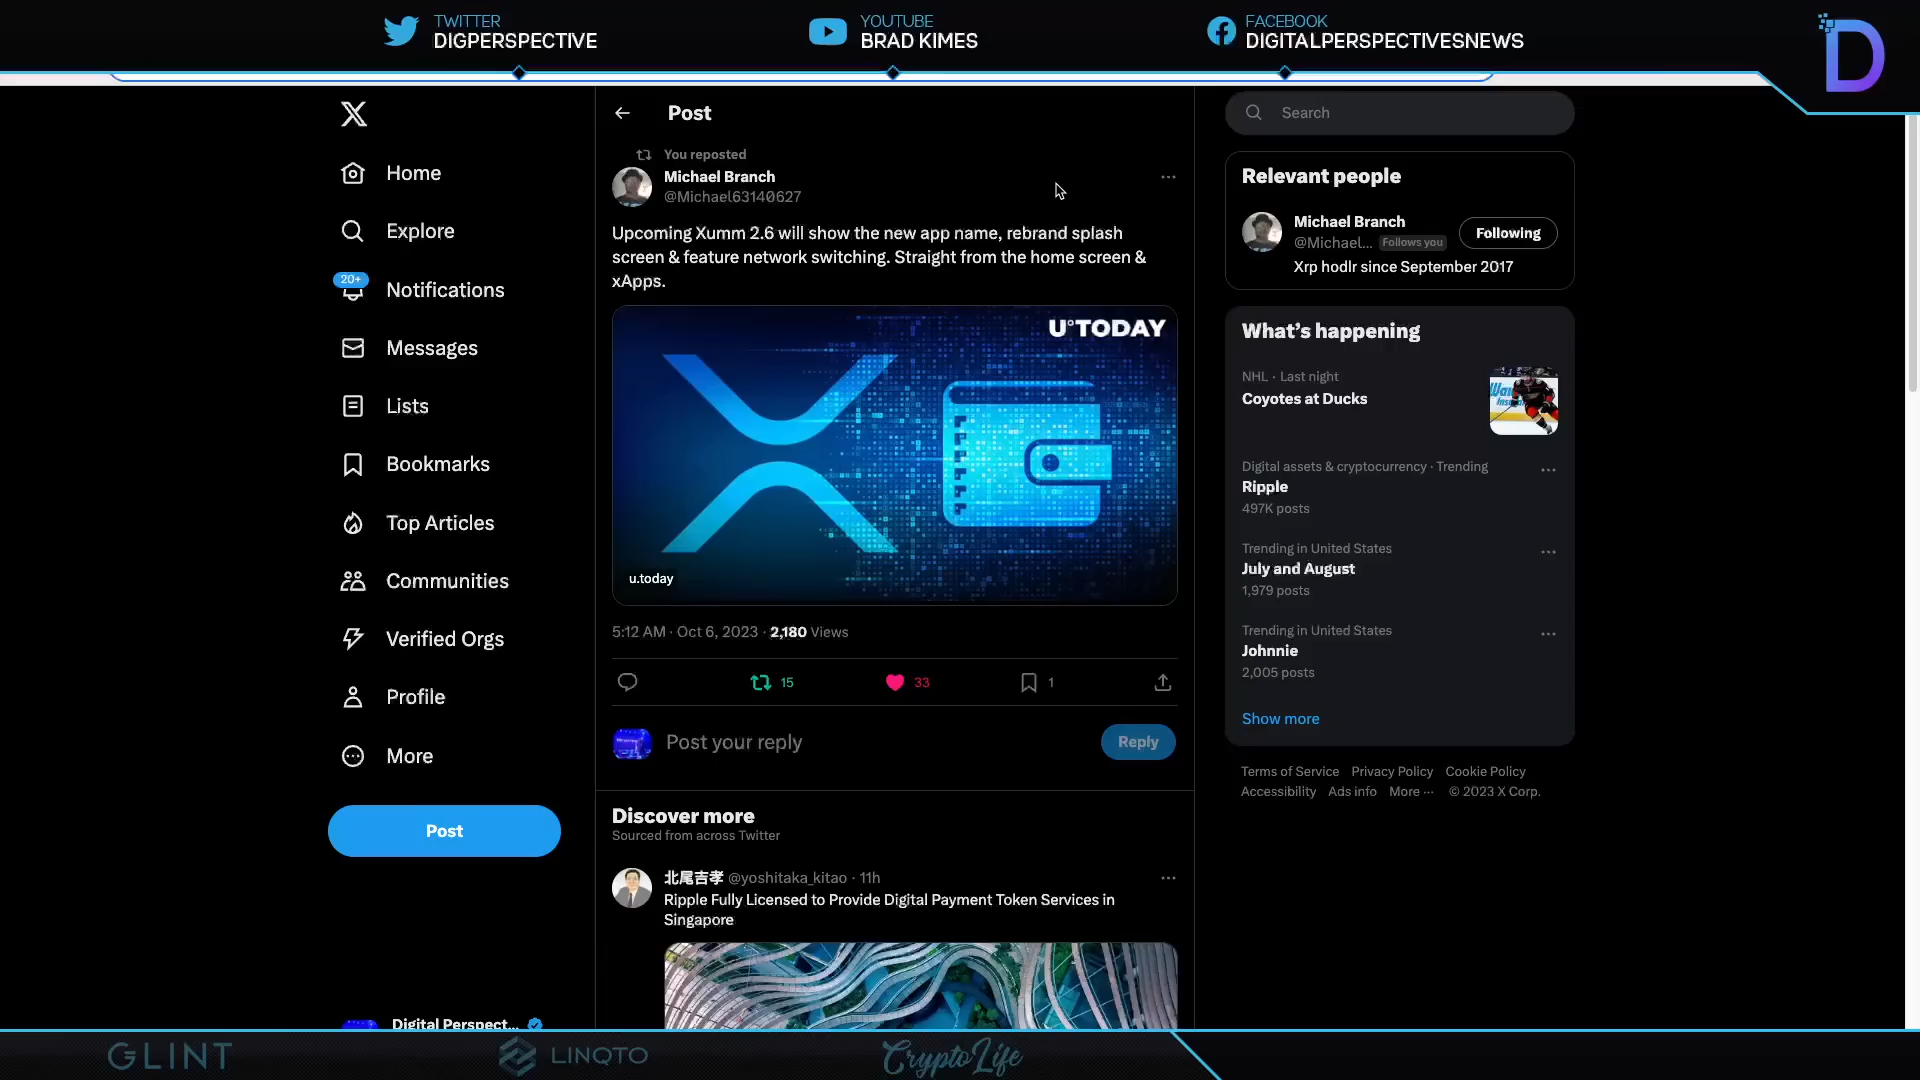 TWITTER
DIGPERSPECTIVE
YOUTUBE
BRAD KIMES
FACEBOOK
DIGITALPERSPECTIVESNEWS
D
Home
Explore
20+
Notifications
Messages
Lists
Bookmarks
Top Articles
Communities
Verified Orgs
Profile
More
Post
Digital Perspect...
Post
You reposted
Michael Branch
@Michael63140627
Upcoming Xumm 2.6 will show the new app name, rebrand splash
screen & feature network switching. Straight from the home screen &
xApps.
U°TODAY
u.today
5:12 AM · Oct 6, 2023 · 2,180 Views
15
33
1
Post your reply
Reply
Discover more
Sourced from across Twitter
北尾吉孝 @yoshitaka_kitao · 11h
Ripple Fully Licensed to Provide Digital Payment Token Services in
Singapore
Search
Relevant people
Michael Branch
@Michael... Follows you
Following
Xrp hodlr since September 2017
What's happening
NHL · Last night
Coyotes at Ducks
Digital assets & cryptocurrency · Trending
Ripple
497K posts
Trending in United States
July and August
1,979 posts
Trending in United States
Johnnie
2,005 posts
Show more
Terms of Service Privacy Policy Cookie Policy
Accessibility Ads info More ··· © 2023 X Corp.
GLINT
LINQTO
CryptoLife